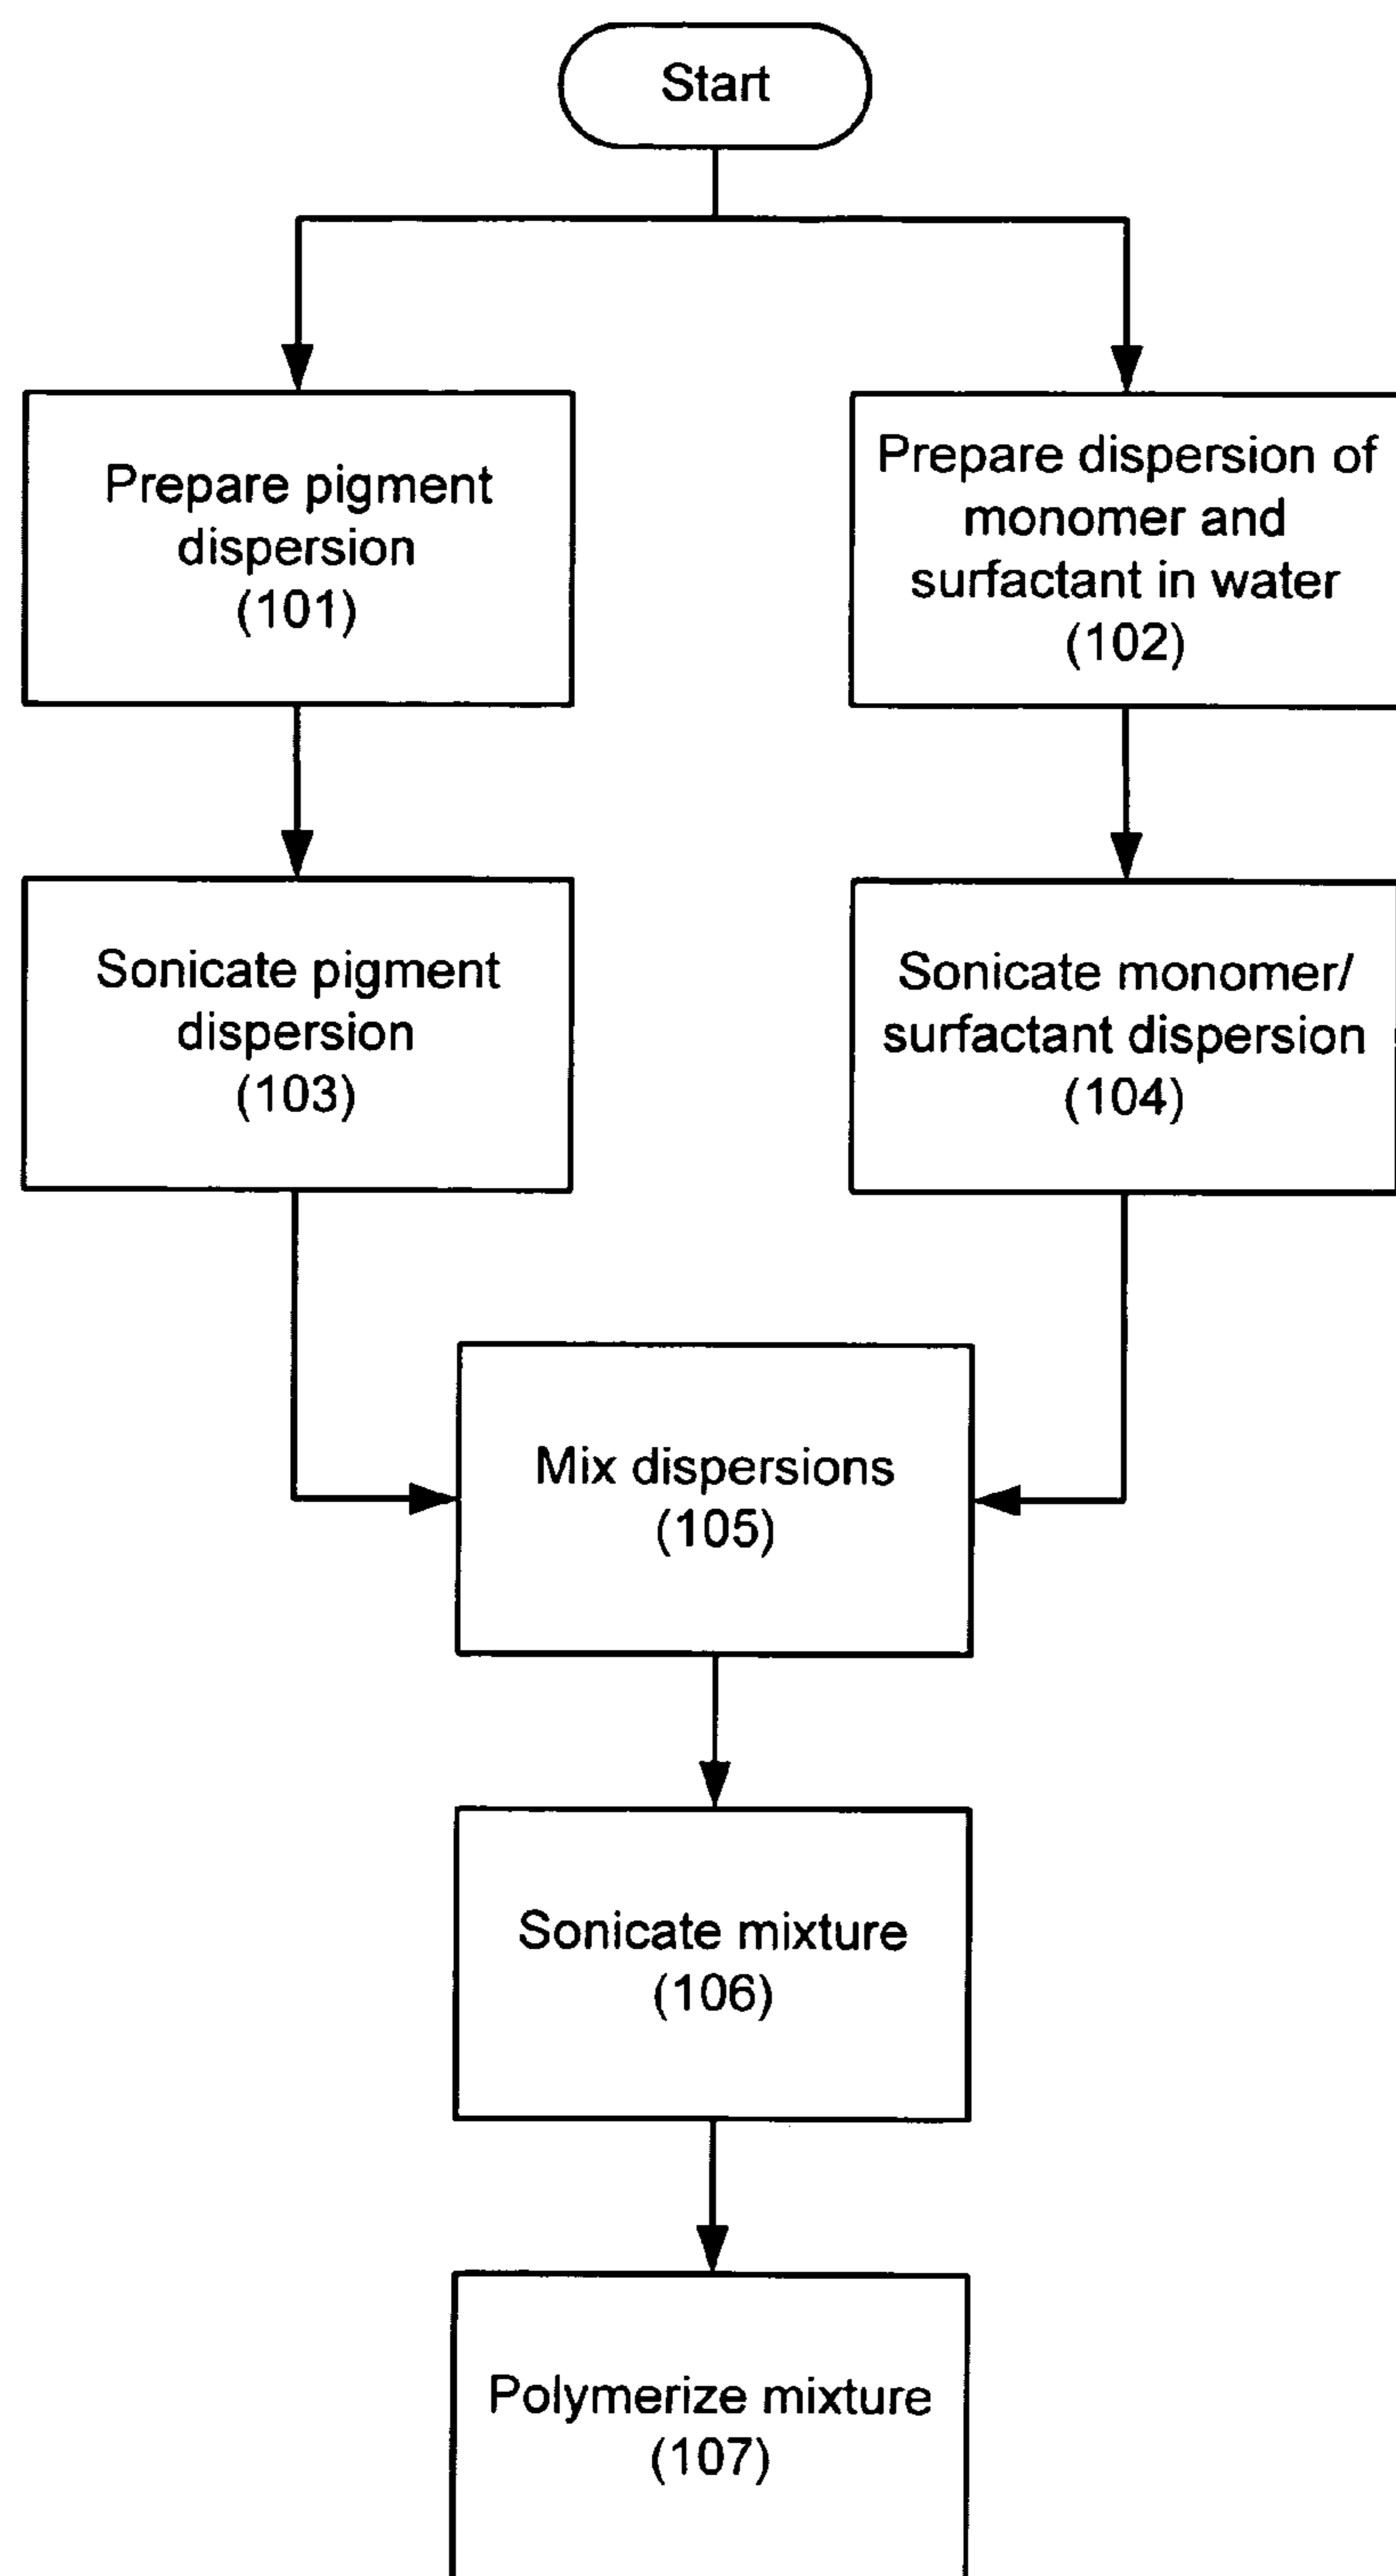 Start
Prepare pigment
dispersion
(101)
Prepare dispersion of
monomer and
surfactant in water
(102)
Sonicate pigment
dispersion
(103)
Sonicate monomer/
surfactant dispersion
(104)
Mix dispersions
(105)
Sonicate mixture
(106)
Polymerize mixture
(107)